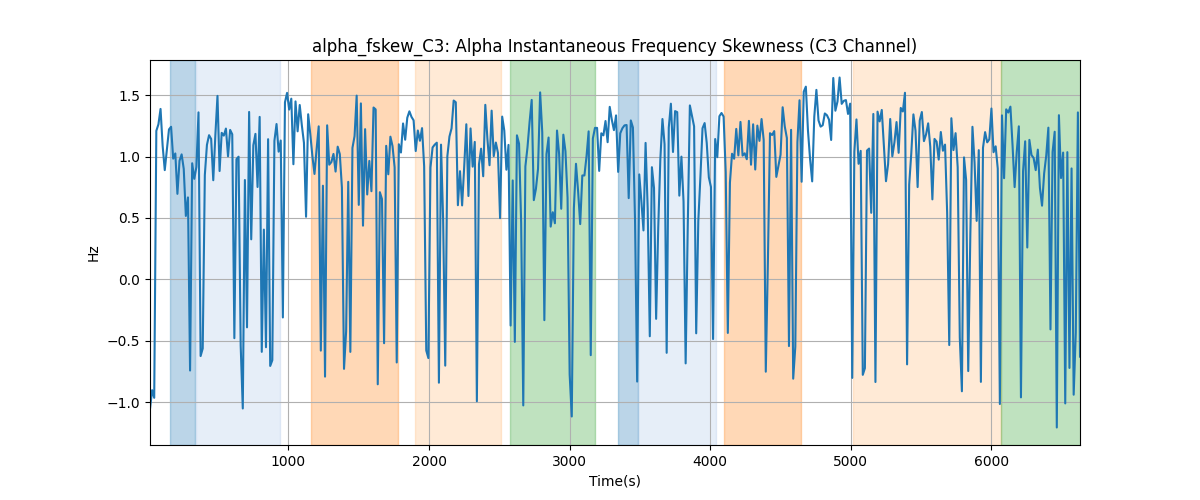 alpha_fskew_C3: Alpha Instantaneous Frequency Skewness (C3 Channel)
1.5
1.0
0.5
0.0
−0.5
−1.0
Hz
1000 2000 3000 4000 5000 6000
Time(s)